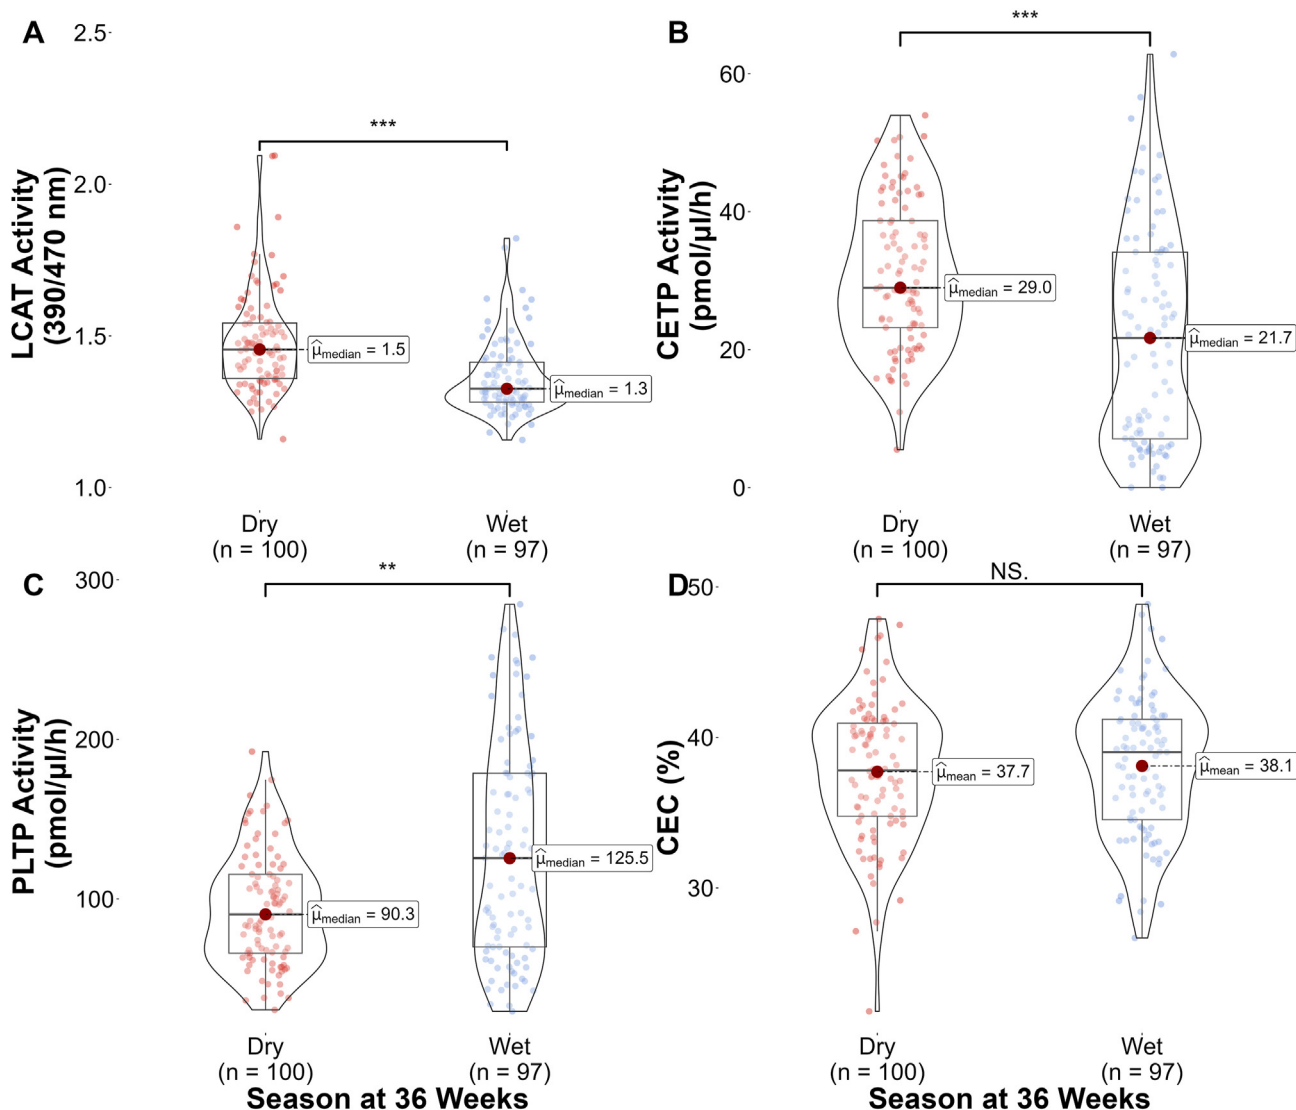 A
LCAT Activity
(390/470 nm)
2.5
2.0
1.5
1.0
***
μ̂median = 1.5
μ̂median = 1.3
Dry
(n = 100)
Wet
(n = 97)
B
CETP Activity
(pmol/μl/h)
60
40
20
0
***
μ̂median = 29.0
μ̂median = 21.7
Dry
(n = 100)
Wet
(n = 97)
C
PLTP Activity
(pmol/μl/h)
300
200
100
**
μ̂median = 90.3
μ̂median = 125.5
Dry
(n = 100)
Wet
(n = 97)
Season at 36 Weeks
D
CEC (%)
50
40
30
NS.
μ̂mean = 37.7
μ̂mean = 38.1
Dry
(n = 100)
Wet
(n = 97)
Season at 36 Weeks